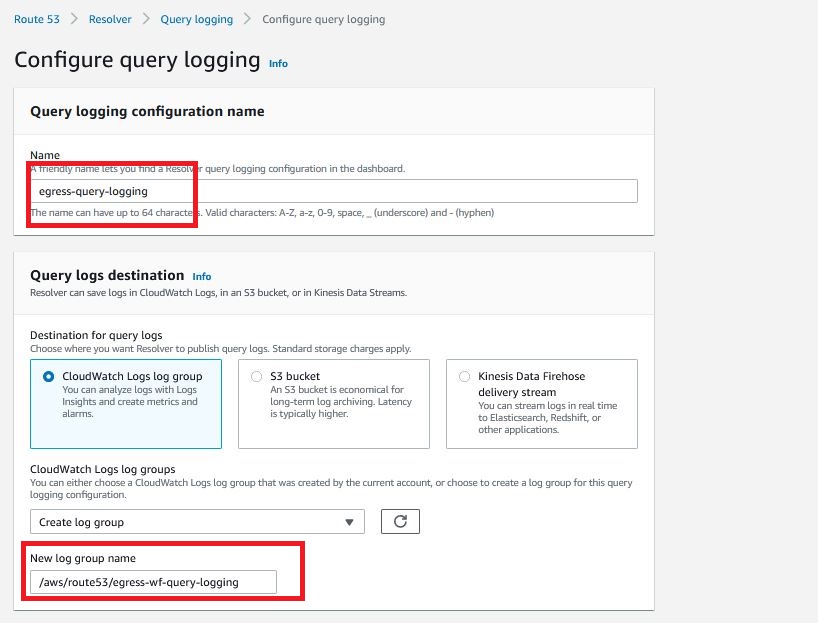 Route 53 > Resolver > Query logging > Configure query logging
Configure query logging Info
Query logging configuration name
Name
A friendly name lets you find a Resolver query logging configuration in the dashboard.
egress-query-logging
The name can have up to 64 characters. Valid characters: A-Z, a-z, 0-9, space, _ (underscore) and - (hyphen)
Query logs destination Info
Resolver can save logs in CloudWatch Logs, in an S3 bucket, or in Kinesis Data Streams.
Destination for query logs
Choose where you want Resolver to publish query logs. Standard storage charges apply.
CloudWatch Logs log group
You can analyze logs with Logs
Insights and create metrics and
alarms.
S3 bucket
An S3 bucket is economical for
long-term log archiving. Latency
is typically higher.
Kinesis Data Firehose
delivery stream
You can stream logs in real time
to Elasticsearch, Redshift, or
other applications.
CloudWatch Logs log groups
You can either choose a CloudWatch Logs log group that was created by the current account, or choose to create a log group for this query
logging configuration.
Create log group
New log group name
/aws/route53/egress-wf-query-logging